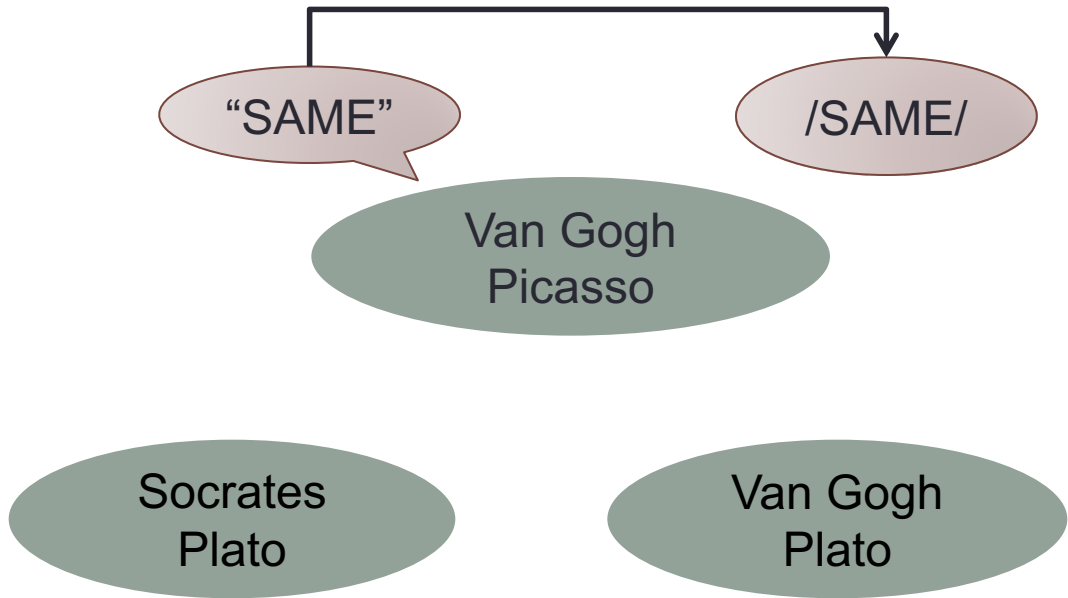 “SAME”
/SAME/
Van Gogh
Picasso
Socrates
Plato
Van Gogh
Plato